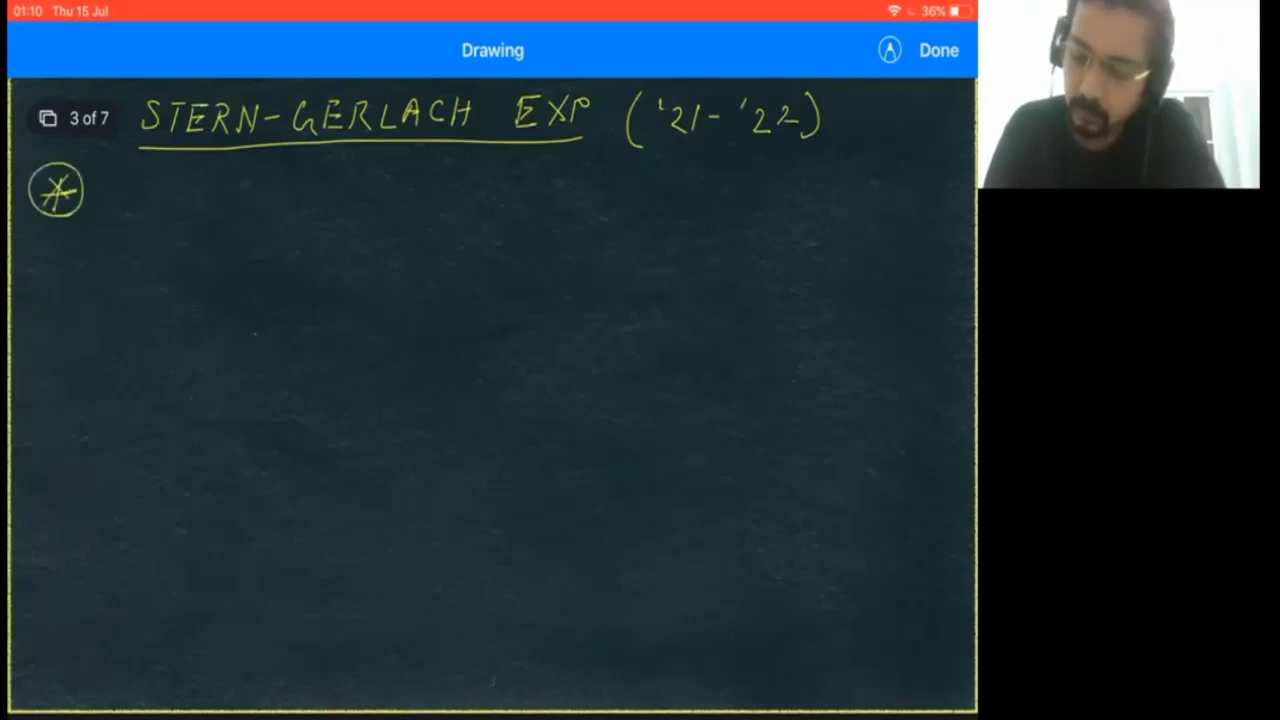 01:10 Thu 15 Jul 36%
Drawing Done
3 of 7 STERN-GERLACH EXP ('21-'22)